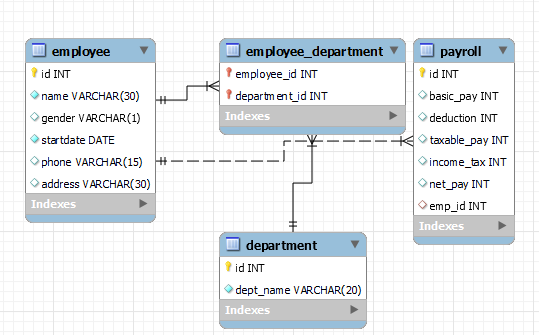 employee
id INT
name VARCHAR(30)
gender VARCHAR(1)
startdate DATE
phone VARCHAR(15)
address VARCHAR(30)
Indexes
employee_department
employee_id INT
department_id INT
Indexes
payroll
id INT
basic_pay INT
deduction INT
taxable_pay INT
income_tax INT
net_pay INT
emp_id INT
Indexes
department
id INT
dept_name VARCHAR(20)
Indexes